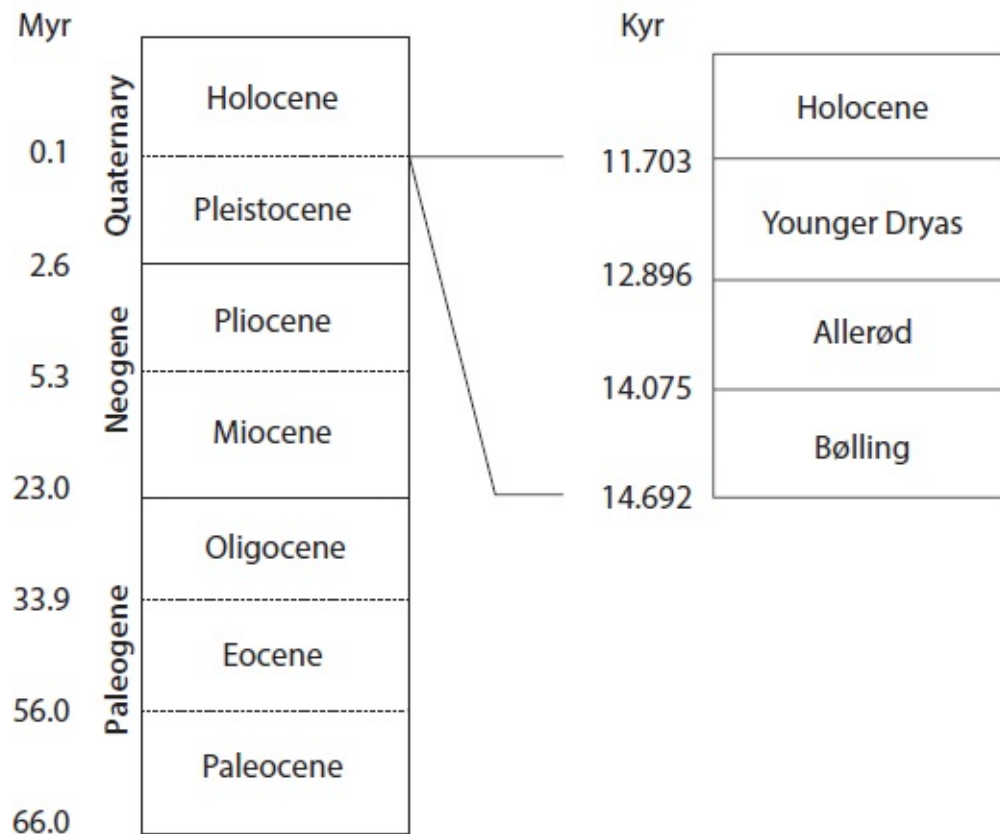 Myr
Quaternary
Holocene
0.1
Pleistocene
2.6
Neogene
Pliocene
5.3
Miocene
23.0
Paleogene
Oligocene
33.9
Eocene
56.0
Paleocene
66.0
Kyr
Holocene
11.703
Younger Dryas
12.896
Allerød
14.075
Bølling
14.692